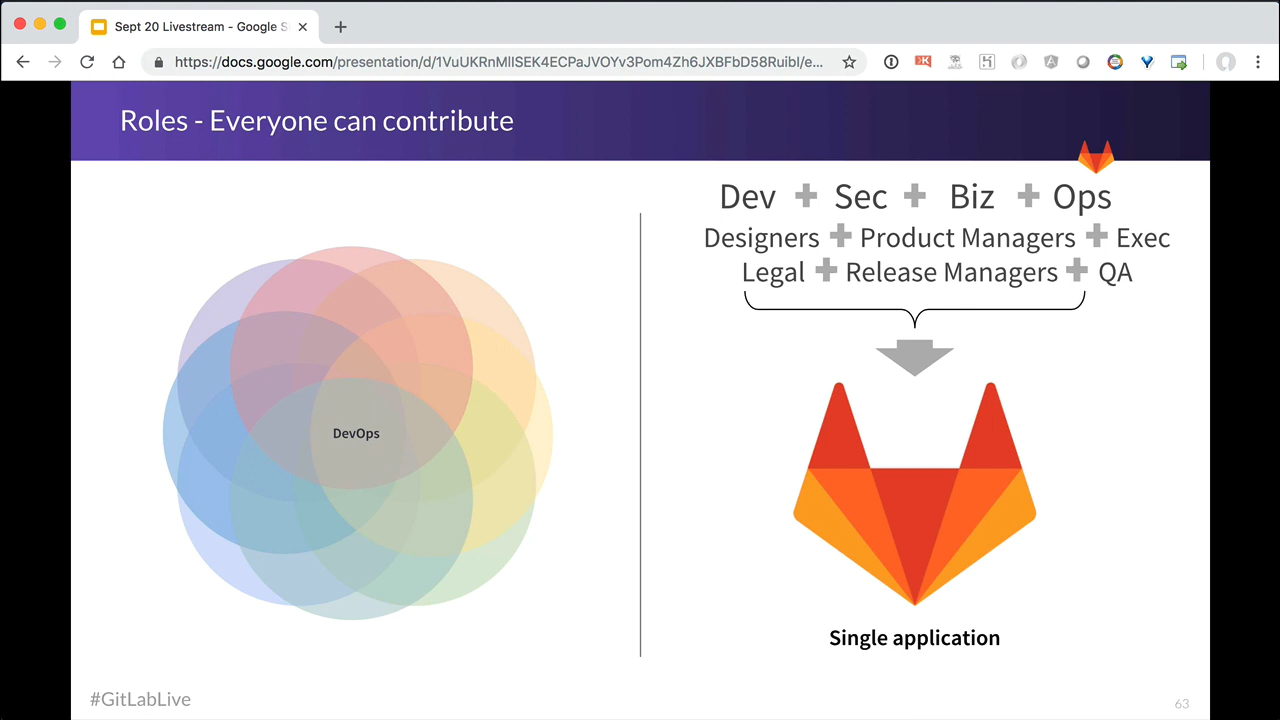 Sept 20 Livestream - Google S
https://docs.google.com/presentation/d/1VuUKRnMlISEK4ECPaJVOYv3Pom4Zh6JXBFbD58RuibI/e...
Roles - Everyone can contribute
Dev + Sec + Biz + Ops
Designers + Product Managers + Exec
Legal + Release Managers + QA
DevOps
Single application
#GitLabLive
63